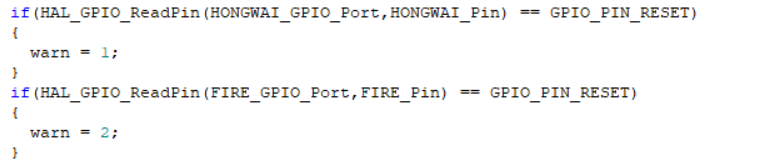 if(HAL_GPIO_ReadPin(HONGWAI_GPIO_Port,HONGWAI_Pin) == GPIO_PIN_RESET)
{
  warn = 1;
}
if(HAL_GPIO_ReadPin(FIRE_GPIO_Port,FIRE_Pin) == GPIO_PIN_RESET)
{
  warn = 2;
}